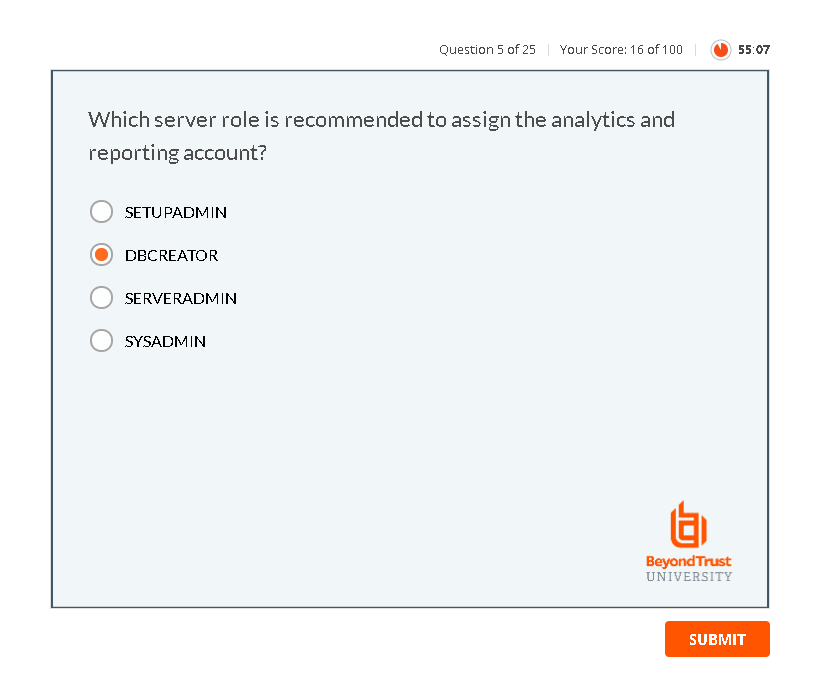 Question 5 of 25 | Your Score: 16 of 100 | 55:07
Which server role is recommended to assign the analytics and
reporting account?
SETUPADMIN
DBCREATOR
SERVERADMIN
SYSADMIN
BeyondTrust
UNIVERSITY
SUBMIT